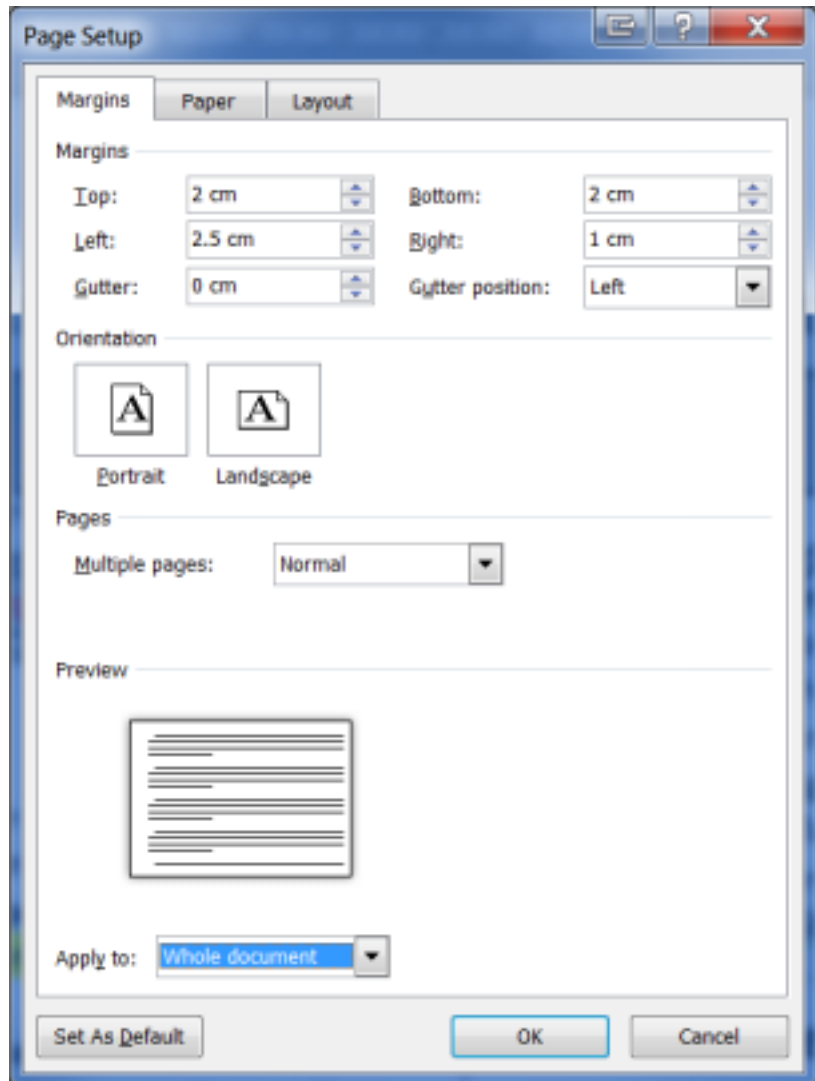 Page Setup
Margins Paper Layout
Margins
Top: 2 cm Bottom: 2 cm
Left: 2.5 cm Right: 1 cm
Gutter: 0 cm Gutter position: Left
Orientation
A A
Portrait Landscape
Pages
Multiple pages: Normal
Preview
Apply to: Whole document
Set As Default OK Cancel